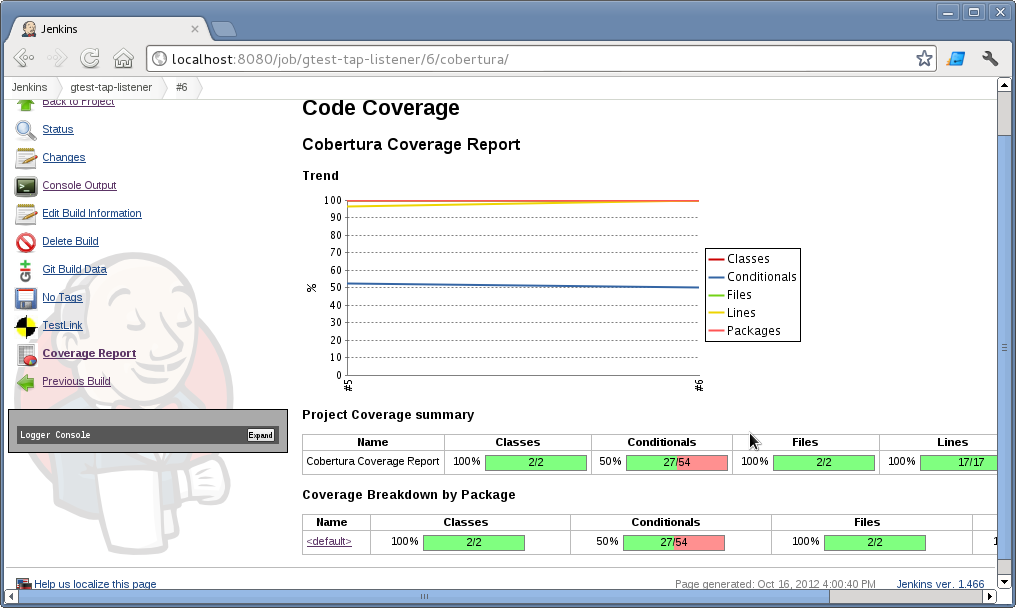 Jenkins
localhost:8080/job/gtest-tap-listener/6/cobertura/
Jenkins gtest-tap-listener #6
Back to Project
Status
Changes
Console Output
Edit Build Information
Delete Build
Git Build Data
No Tags
TestLink
Coverage Report
Previous Build
Logger Console Expand
Code Coverage
Cobertura Coverage Report
Trend
100
90
80
70
60
50
40
30
20
10
0
%
#5 #6
Classes
Conditionals
Files
Lines
Packages
Project Coverage summary
Name Classes Conditionals Files Lines
Cobertura Coverage Report 100% 2/2 50% 27/54 100% 2/2 100% 17/17
Coverage Breakdown by Package
Name Classes Conditionals Files
<default> 100% 2/2 50% 27/54 100% 2/2
Help us localize this page Page generated: Oct 16, 2012 4:00:40 PM Jenkins ver. 1.466